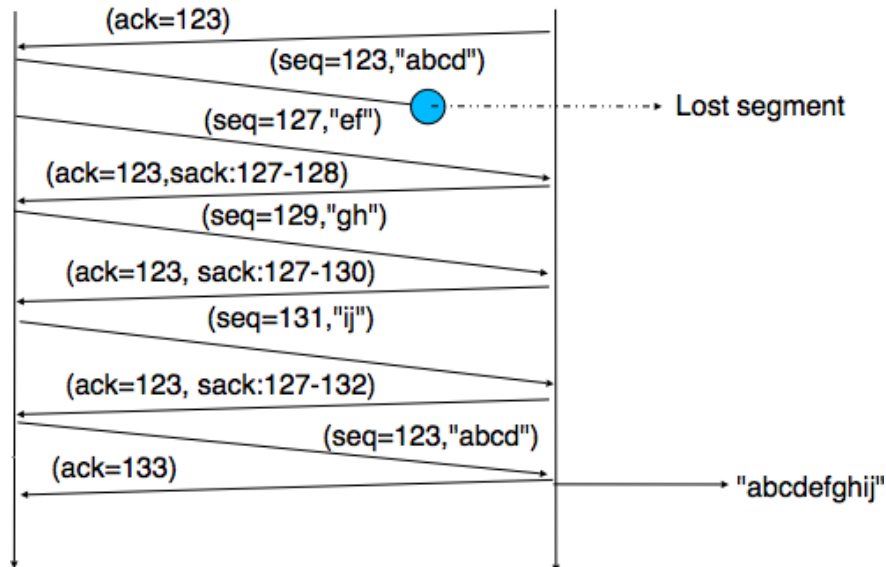 (ack=123)
(seq=123,"abcd")
Lost segment
(seq=127,"ef")
(ack=123,sack:127-128)
(seq=129,"gh")
(ack=123, sack:127-130)
(seq=131,"ij")
(ack=123, sack:127-132)
(seq=123,"abcd")
(ack=133)
"abcdefghij"